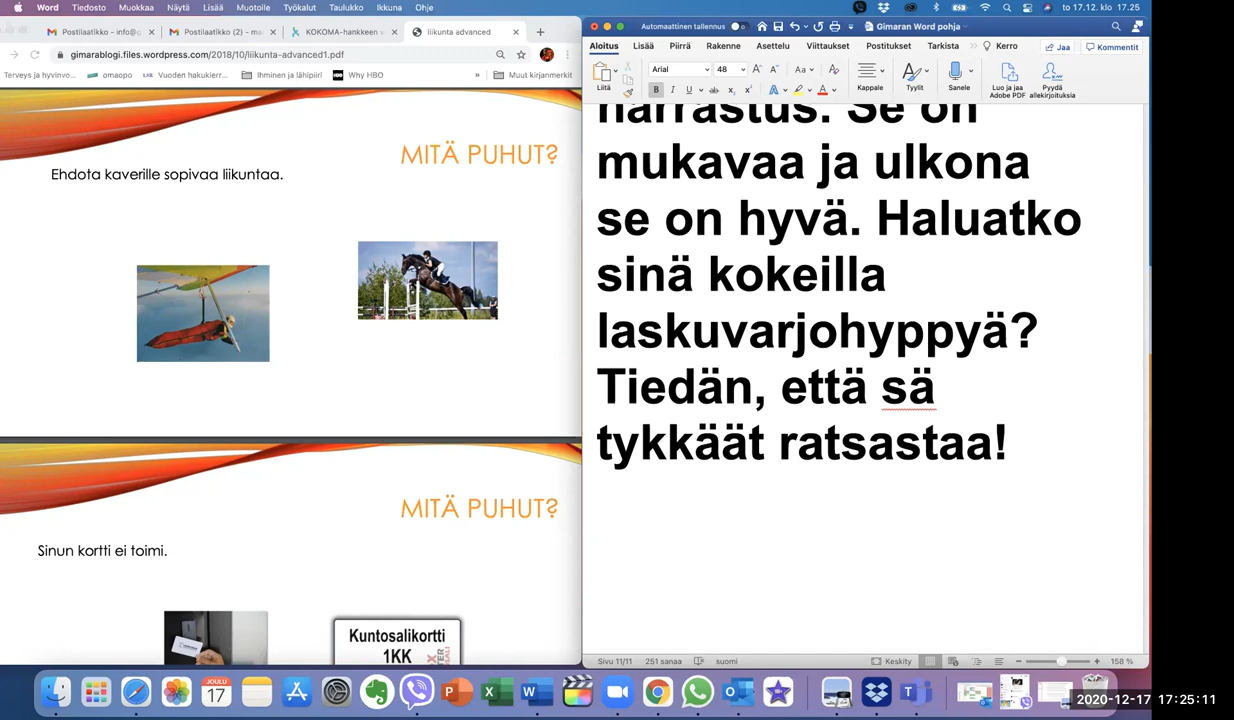 Word Tiedosto Muokkaa Näytä Lisää Muotoile Työkalut Taulukko Ikkuna Ohje
to 17.12. klo 17.25
Postilaatikko - info@g
Postilaatikko (2) - ma
KOKOMA-hankkeen v
liikunta advanced
gimarablogi.files.wordpress.com/2018/10/liikunta-advanced1.pdf
Terveys ja hyvinvo...
omaopo
Vuoden hakukierr...
Ihminen ja lähipiiri
Why HBO
»
Muut kirjanmerkit
MITÄ PUHUT?
Ehdota kaverille sopivaa liikuntaa.
MITÄ PUHUT?
Sinun kortti ei toimi.
Kuntosalikortti
1KK
Automaattinen tallennus
Gimaran Word pohja
Aloitus Lisää Piirrä Rakenne Asettelu Viittaukset Postitukset Tarkista » Kerro
Jaa
Kommentit
Liitä
Arial
48
Kappale
Tyylit
Sanele
Luo ja jaa
Adobe PDF
Pyydä
allekirjoituksia
harrastus. Se on
mukavaa ja ulkona
se on hyvä. Haluatko
sinä kokeilla
laskuvarjohyppyä?
Tiedän, että sä
tykkäät ratsastaa!
Sivu 11/11 251 sanaa suomi
Keskity
158 %
JOULU
17
2020-12-17 17:25:11